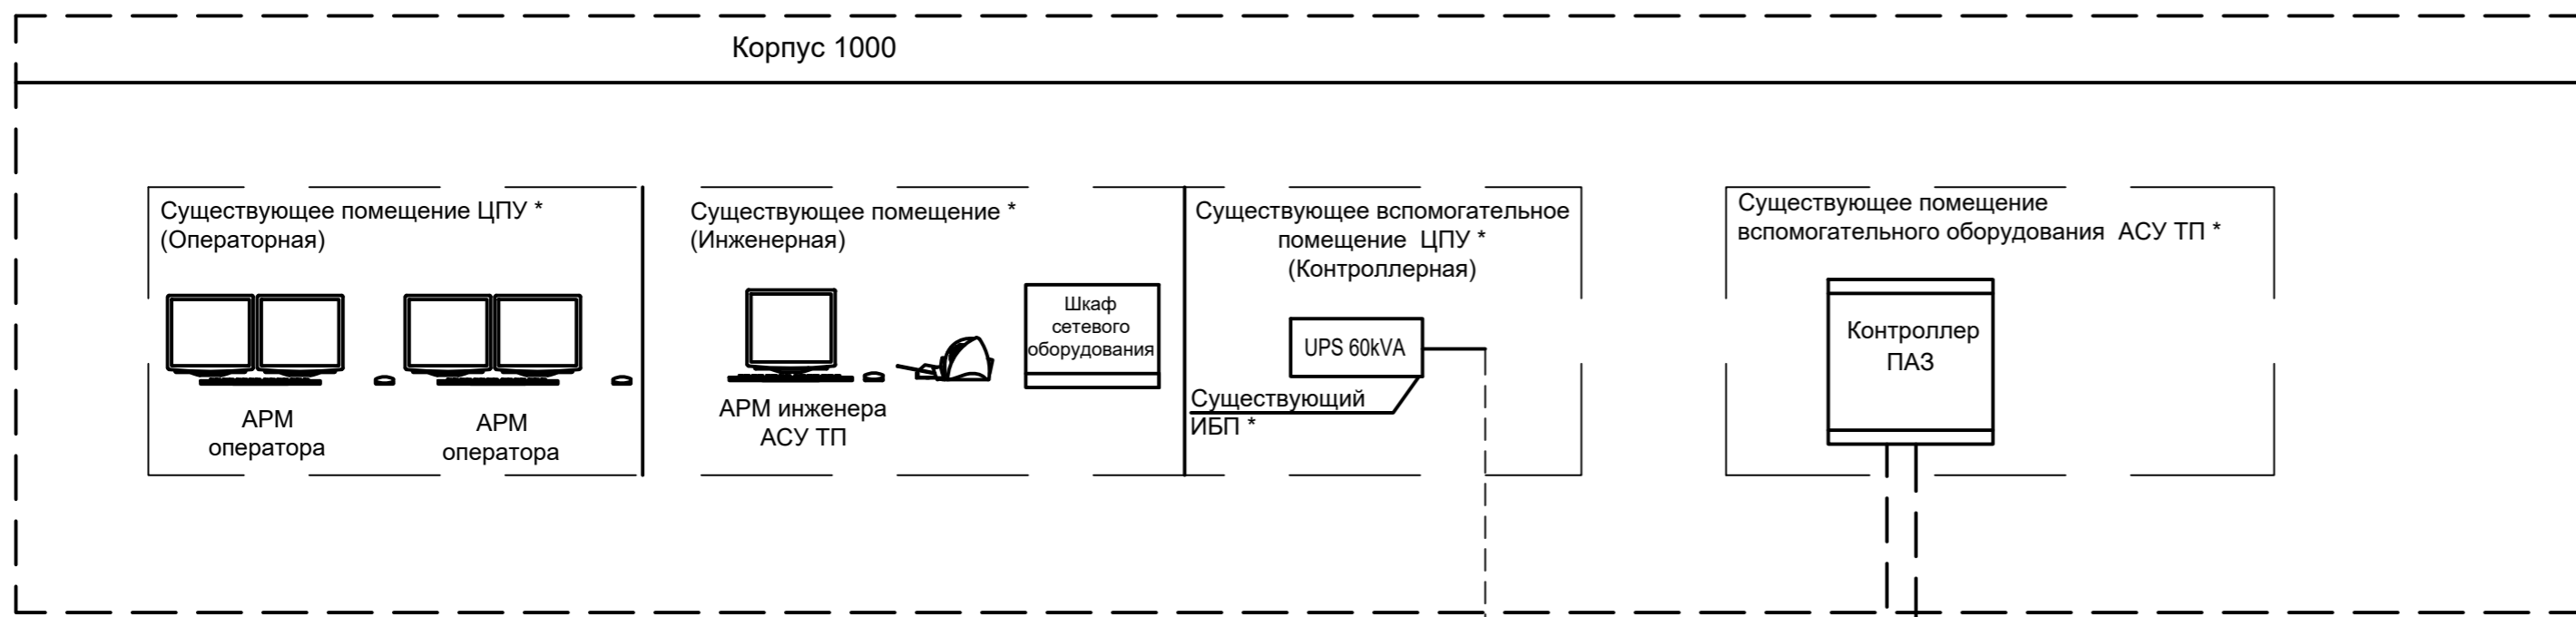 Корпус 1000
Существующее помещение ЦПУ *
(Операторная)
АРМ
оператора
АРМ
оператора
Существующее помещение *
(Инженерная)
АРМ инженера
АСУ ТП
Шкаф
сетевого
оборудования
Существующее вспомогательное
помещение ЦПУ *
(Контроллерная)
UPS 60kVA
Существующий
ИБП *
Существующее помещение
вспомогательного оборудования АСУ ТП *
Контроллер
ПАЗ